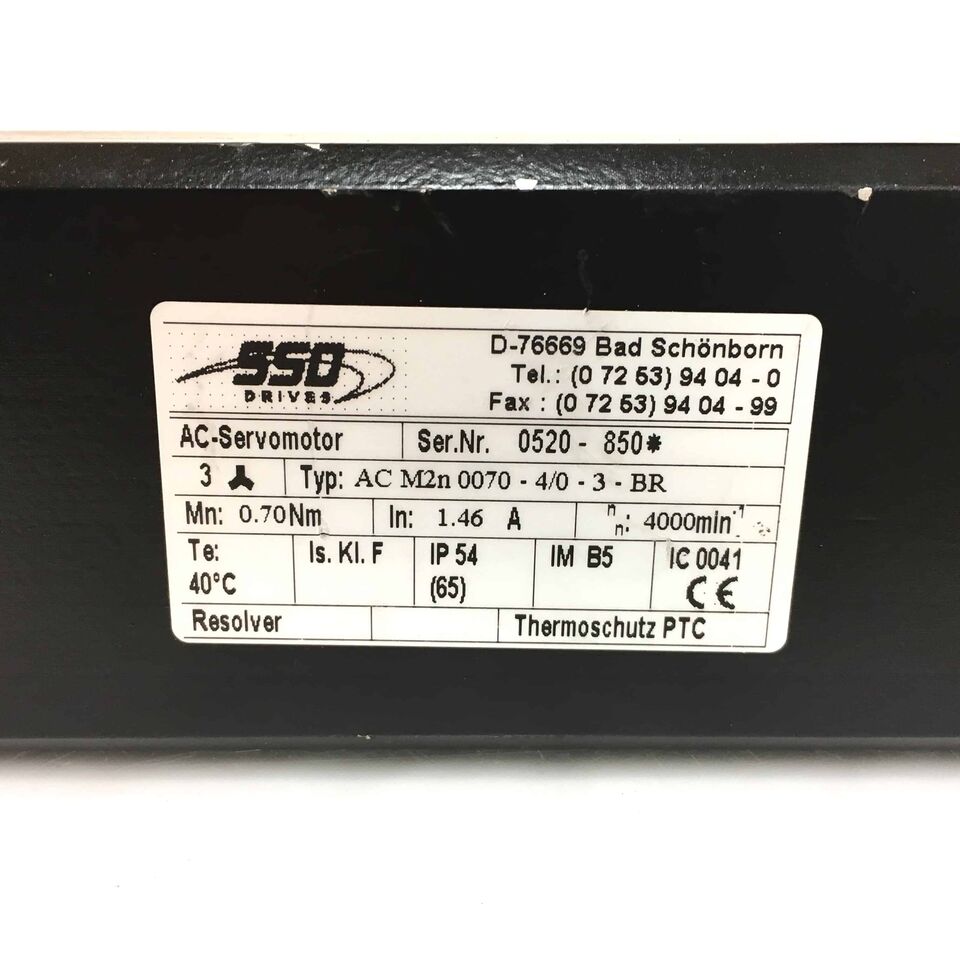 SSD
DRIVES
D-76669 Bad Schönborn
Tel.: (0 72 53) 94 04 - 0
Fax : (0 72 53) 94 04 - 99
AC-Servomotor Ser.Nr. 0520 - 850*
3 Typ: AC M2n 0070 - 4/0 - 3 - BR
Mn: 0.70Nm In: 1.46 A nn: 4000min-1
Te: 40°C Is. Kl. F IP 54 (65) IM B5 IC 0041 CE
Resolver Thermoschutz PTC